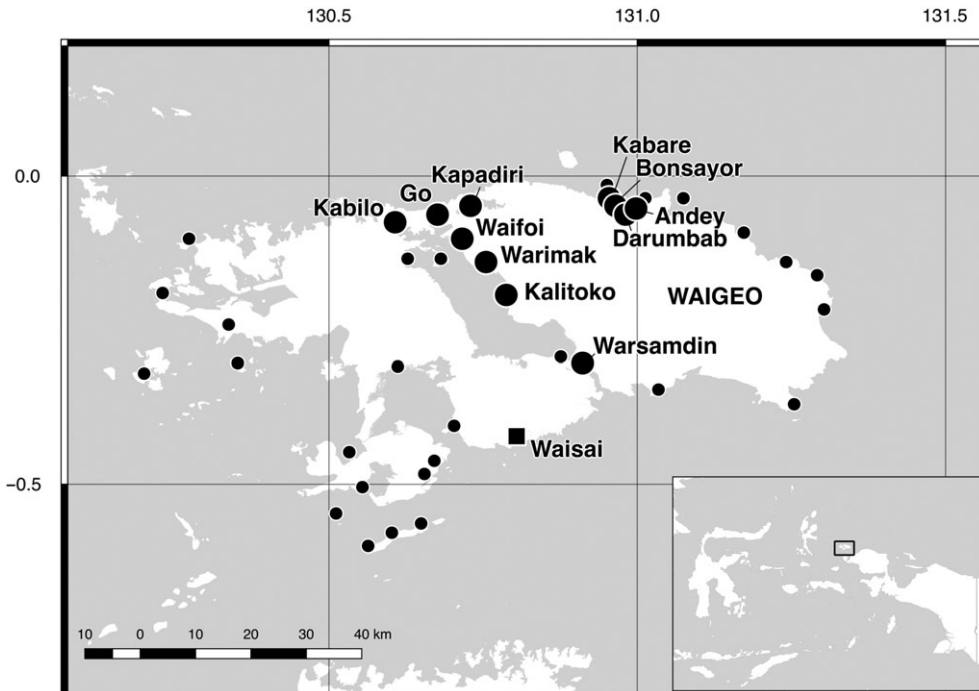 130.5 131.0 131.5
Kabare
0.0
Bonsayor
Kapadiri
Go
Kabilo
Andey
Waifoi
Darumbab
Warimak
Kalitoko
WAIGEO
Warsamdin
Waisai
−0.5
10 0 10 20 30 40 km